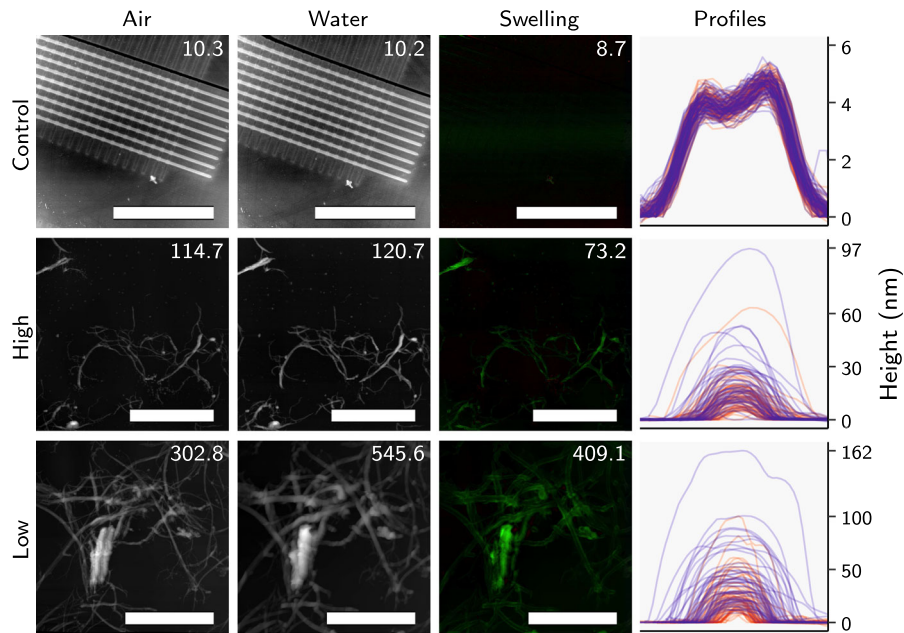 Air Water Swelling Profiles
Control 10.3 10.2 8.7 6
4
2
0
High 114.7 120.7 73.2 97
60
30
0
Low 302.8 545.6 409.1 162
100
50
0
Height (nm)